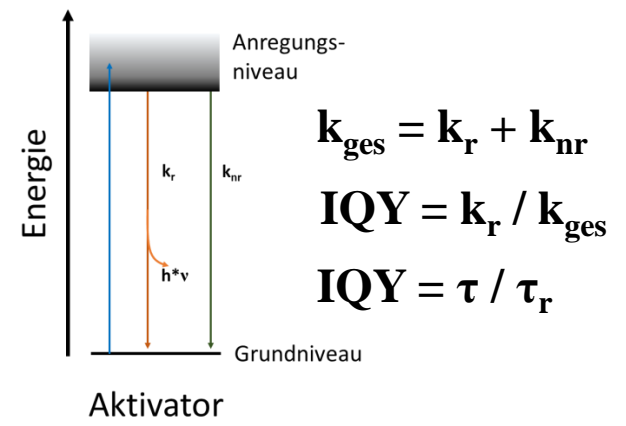 Energie
Anregungs-
niveau
k_r
k_nr
h*ν
Grundniveau
Aktivator
k_ges = k_r + k_nr
IQY = k_r / k_ges
IQY = τ / τ_r